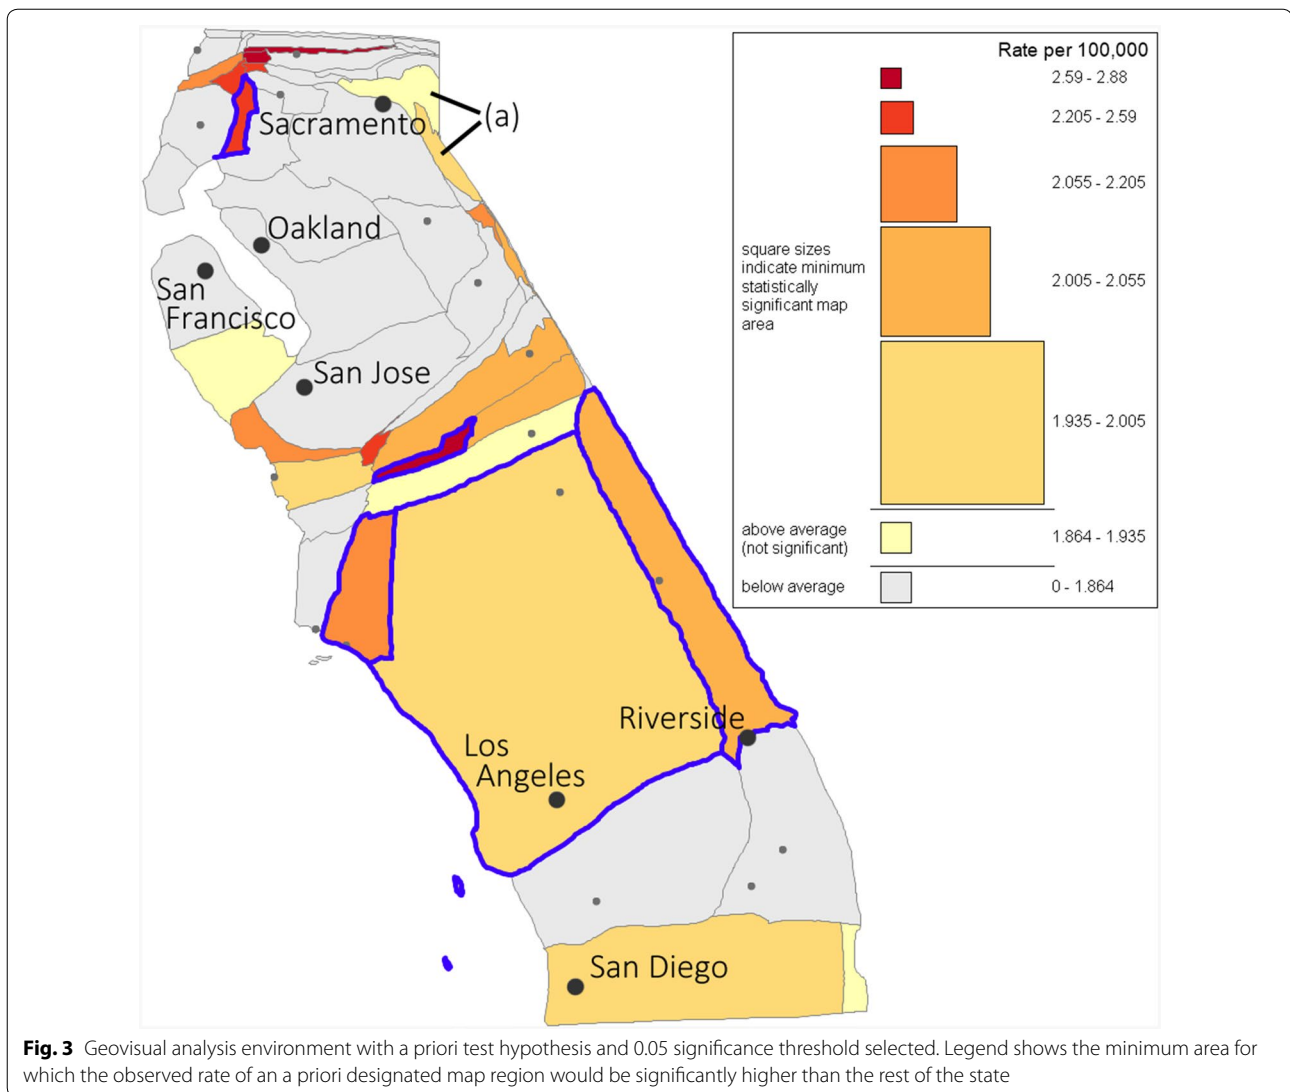 Sacramento
(a)
Oakland
San
Francisco
San Jose
Riverside
Los
Angeles
San Diego
Rate per 100,000
2.59 - 2.88
2.205 - 2.59
2.055 - 2.205
square sizes
indicate minimum
statistically
significant map
area
2.005 - 2.055
1.935 - 2.005
above average
(not significant)
1.864 - 1.935
below average
0 - 1.864
Fig. 3 Geovisual analysis environment with a priori test hypothesis and 0.05 significance threshold selected. Legend shows the minimum area for
which the observed rate of an a priori designated map region would be significantly higher than the rest of the state